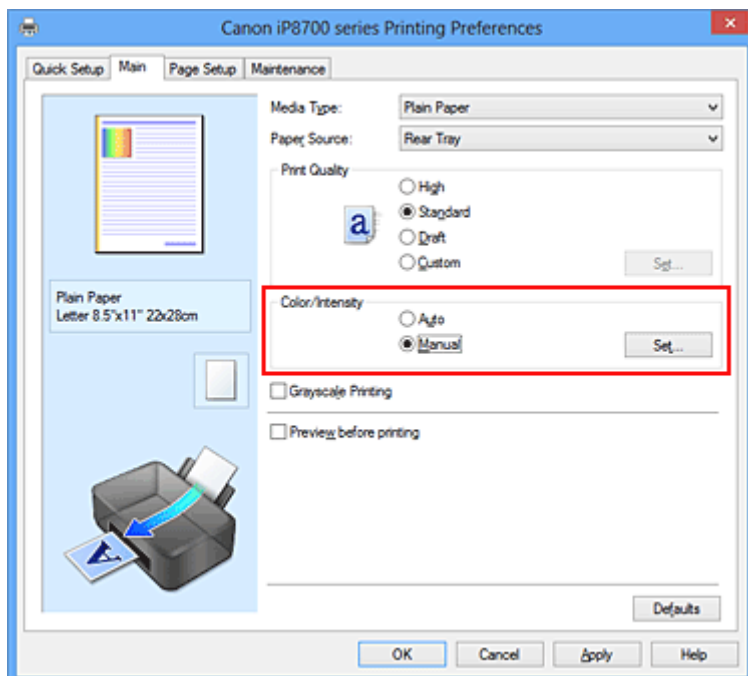 Canon iP8700 series Printing Preferences
Quick Setup Main Page Setup Maintenance
Media Type: Plain Paper
Paper Source: Rear Tray
Print Quality
High
a
Standard
Draft
Custom Set...
Plain Paper
Letter 8.5"x11" 22x28cm
Color/Intensity
Auto
Manual Set...
Grayscale Printing
Preview before printing
A
Defaults
OK Cancel Apply Help